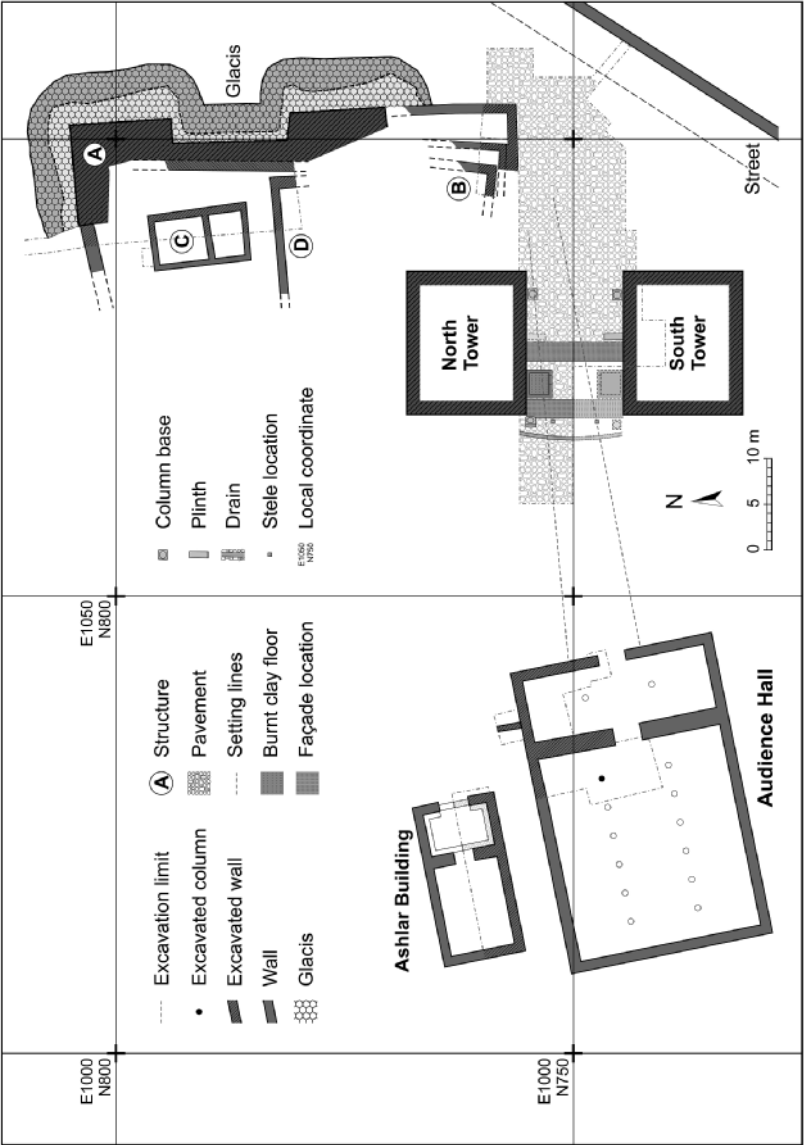 E1000
N800
E1050
N800
Excavation limit
Excavated column
Excavated wall
Wall
Glacis
A Structure
Pavement
Setting lines
Burnt clay floor
Façade location
Column base
Plinth
Drain
Stele location
E1050
N750 Local coordinate
A
Glacis
C
D
B
Ashlar Building
North
Tower
South
Tower
Street
N
0 5 10 m
Audience Hall
E1000
N750